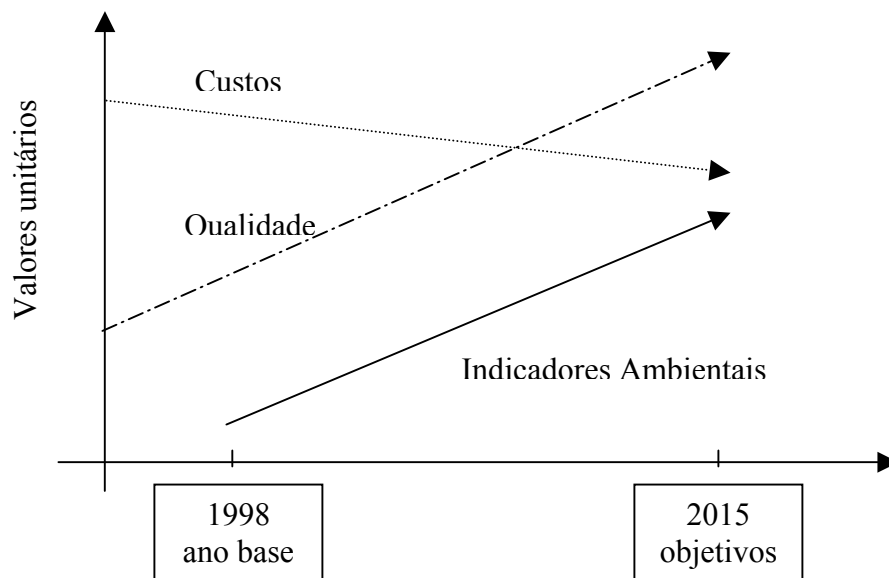 Custos
Valores unitários
Qualidade
Indicadores Ambientais
1998
ano base
2015
objetivos